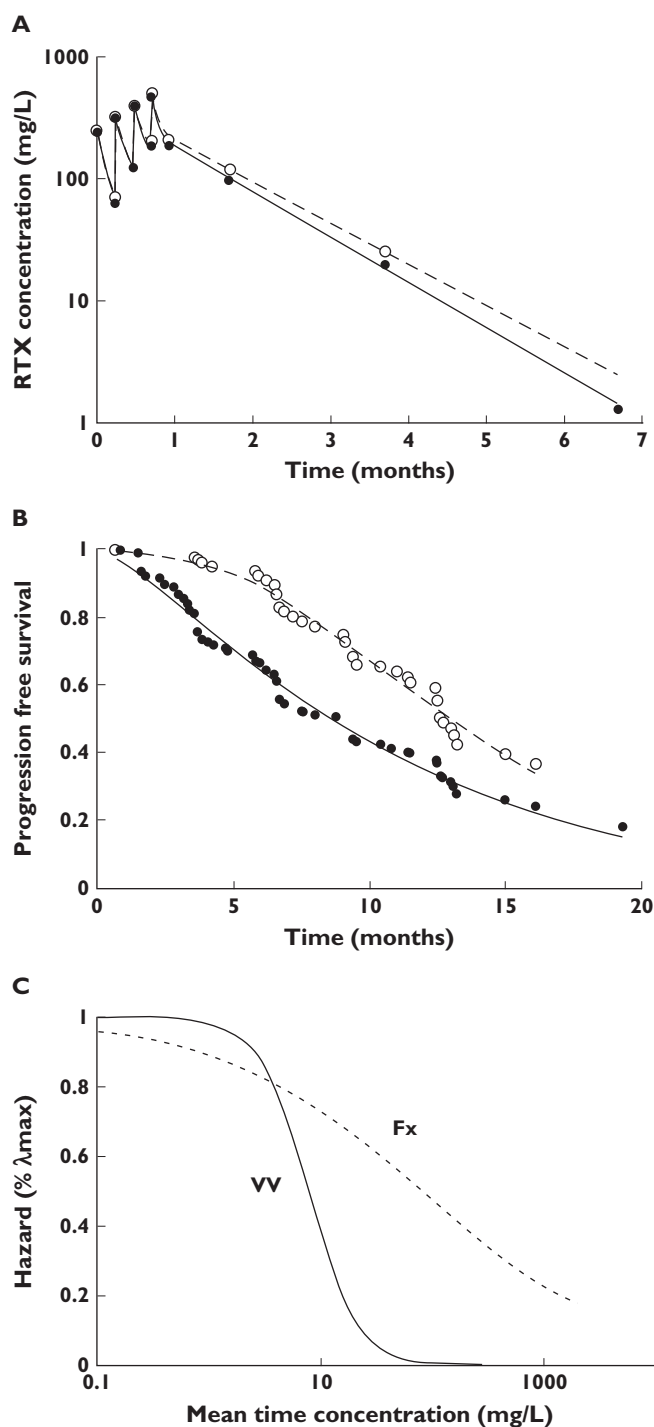 A
1000
100
10
1
RTX concentration (mg/L)
0 1 2 3 4 5 6 7
Time (months)
B
1
0.8
0.6
0.4
0.2
0
Progression free survival
0 5 10 15 20
Time (months)
C
1
0.8
0.6
0.4
0.2
0
Hazard (% λmax)
Fx
VV
0.1 10 1000
Mean time concentration (mg/L)